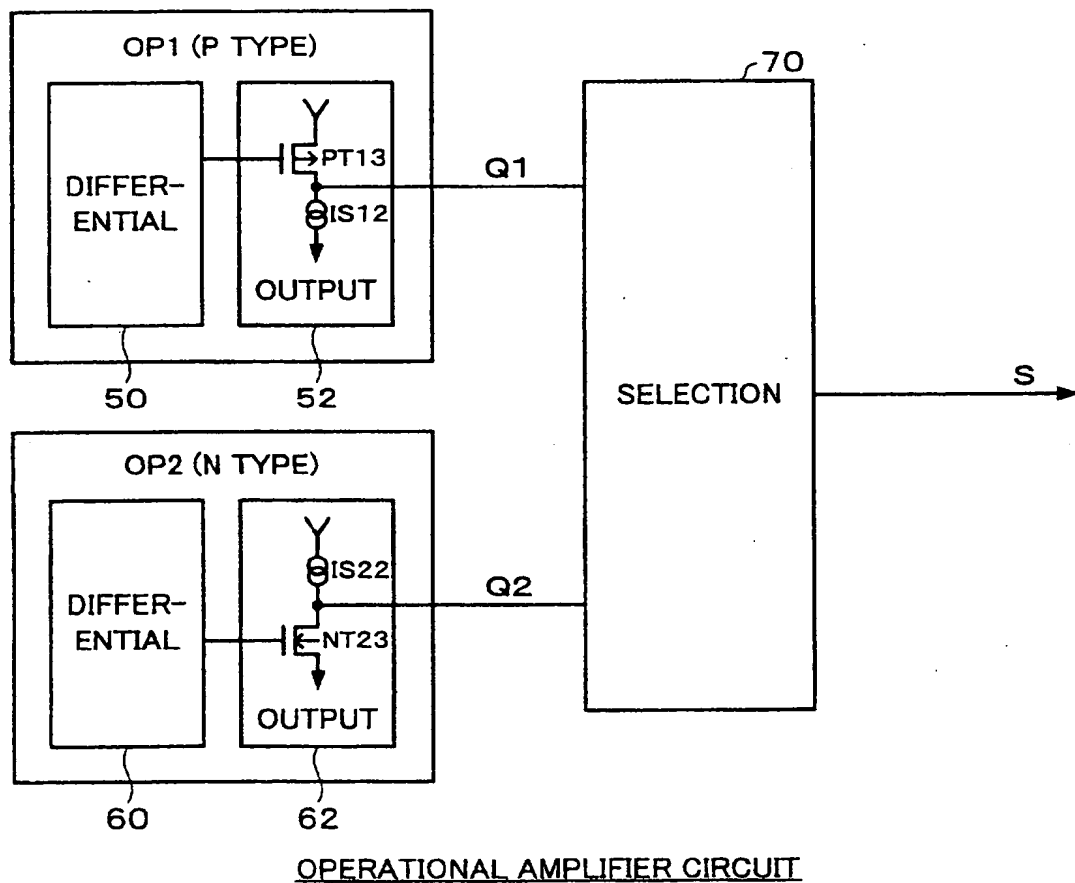 OP1 (P TYPE)
DIFFER-
ENTIAL
PT13
IS12
OUTPUT
50
52
Q1
70
SELECTION
S
OP2 (N TYPE)
DIFFER-
ENTIAL
IS22
NT23
OUTPUT
60
62
Q2
OPERATIONAL AMPLIFIER CIRCUIT